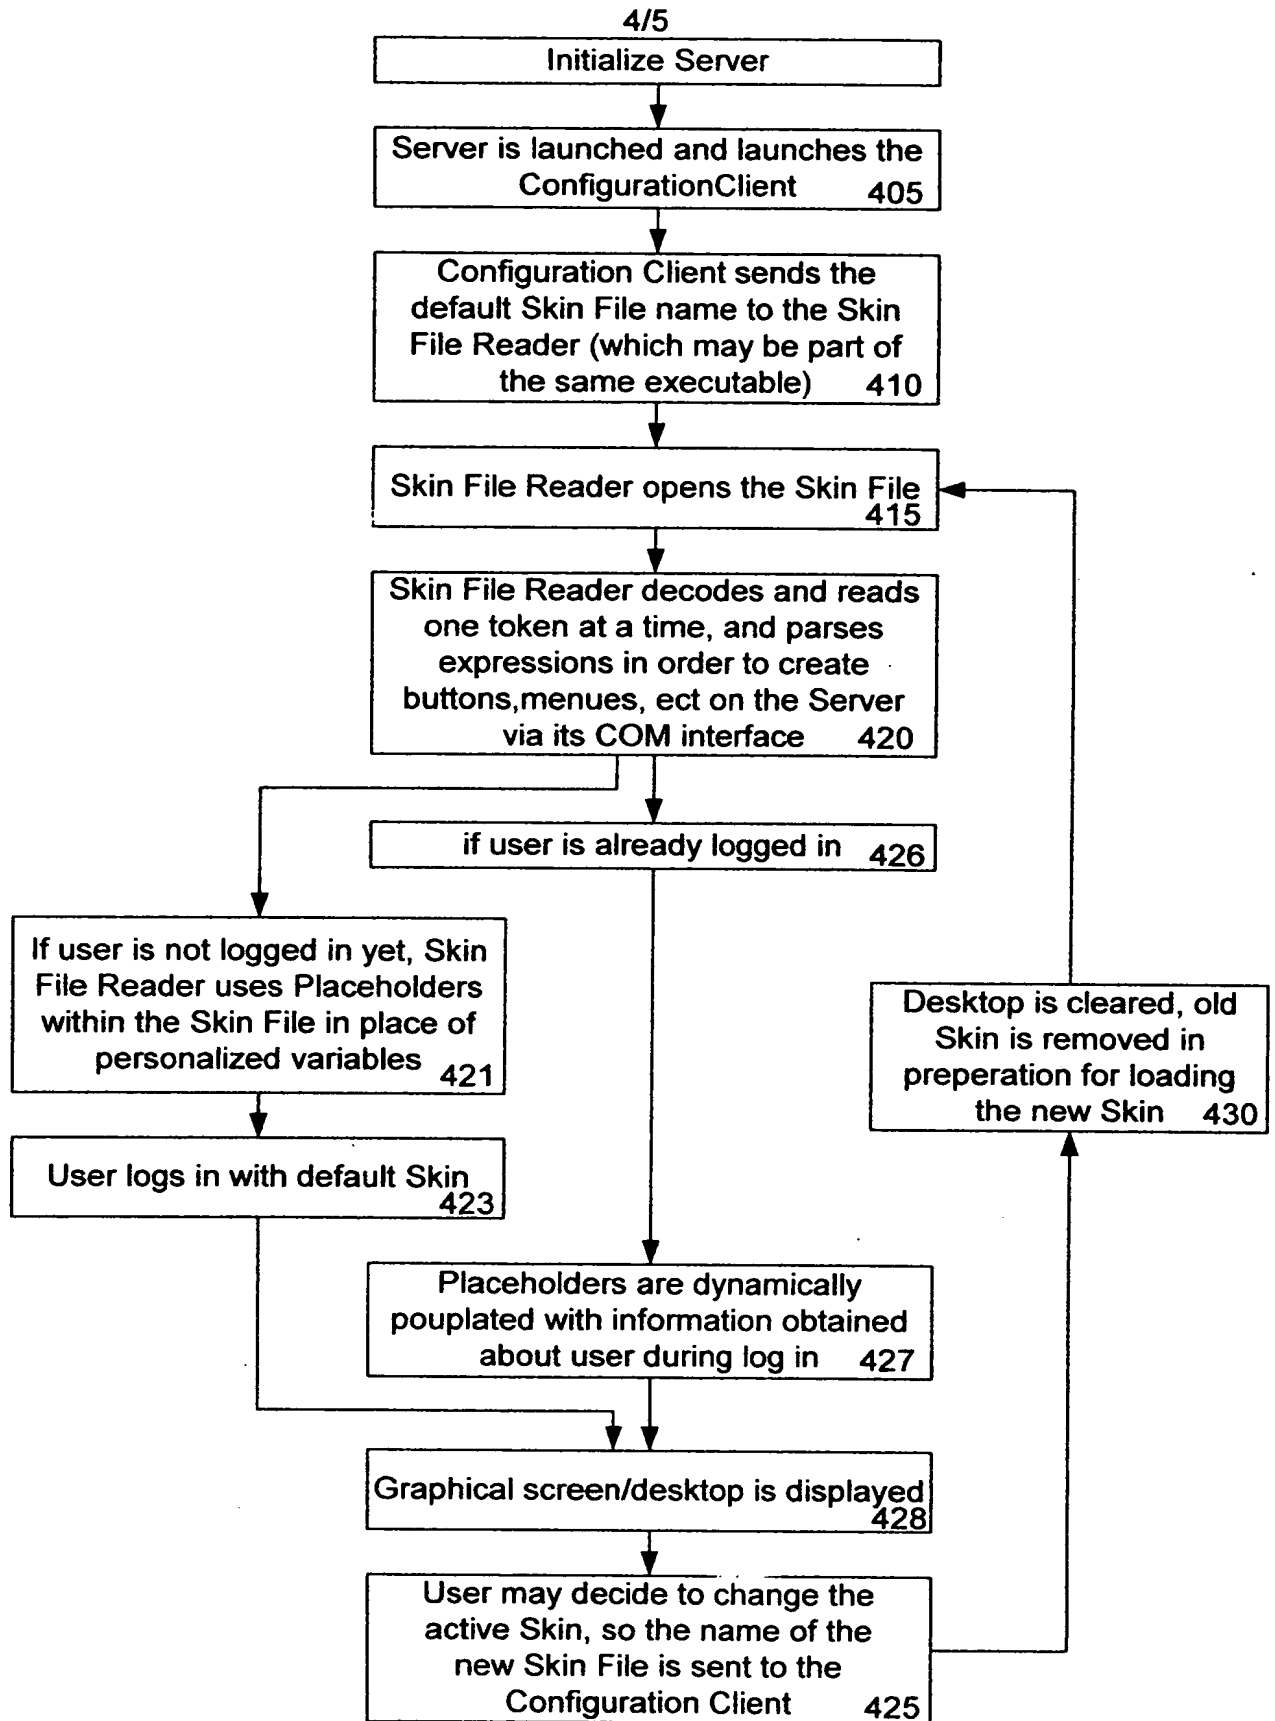 4/5
Initialize Server
Server is launched and launches the
ConfigurationClient 405
Configuration Client sends the
default Skin File name to the Skin
File Reader (which may be part of
the same executable) 410
Skin File Reader opens the Skin File
415
Skin File Reader decodes and reads
one token at a time, and parses
expressions in order to create
buttons,menues, ect on the Server
via its COM interface 420
if user is already logged in 426
If user is not logged in yet, Skin
File Reader uses Placeholders
within the Skin File in place of
personalized variables 421
User logs in with default Skin
423
Desktop is cleared, old
Skin is removed in
preperation for loading
the new Skin 430
Placeholders are dynamically
pouplated with information obtained
about user during log in 427
Graphical screen/desktop is displayed
428
User may decide to change the
active Skin, so the name of the
new Skin File is sent to the
Configuration Client 425